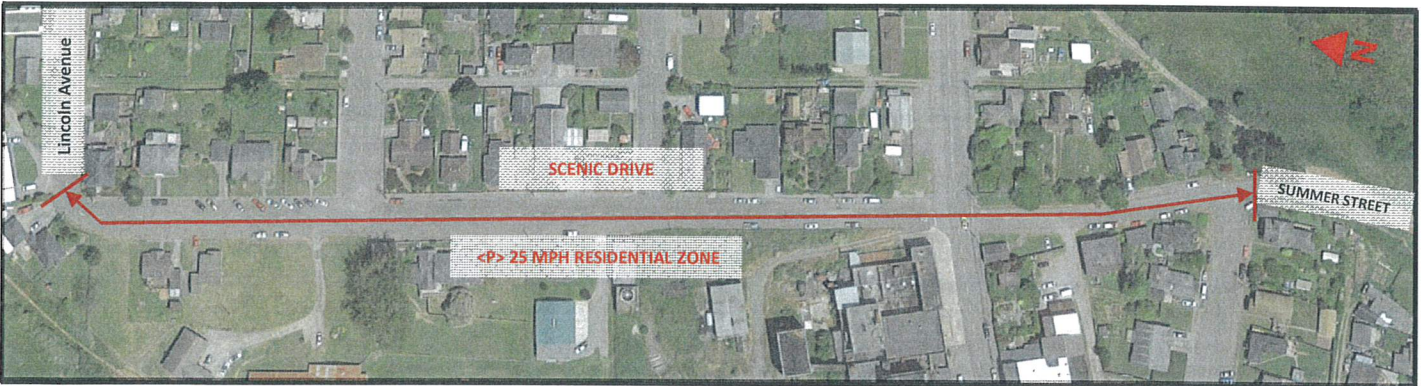 Lincoln Avenue
N
SCENIC DRIVE
SUMMER STREET
<P> 25 MPH RESIDENTIAL ZONE